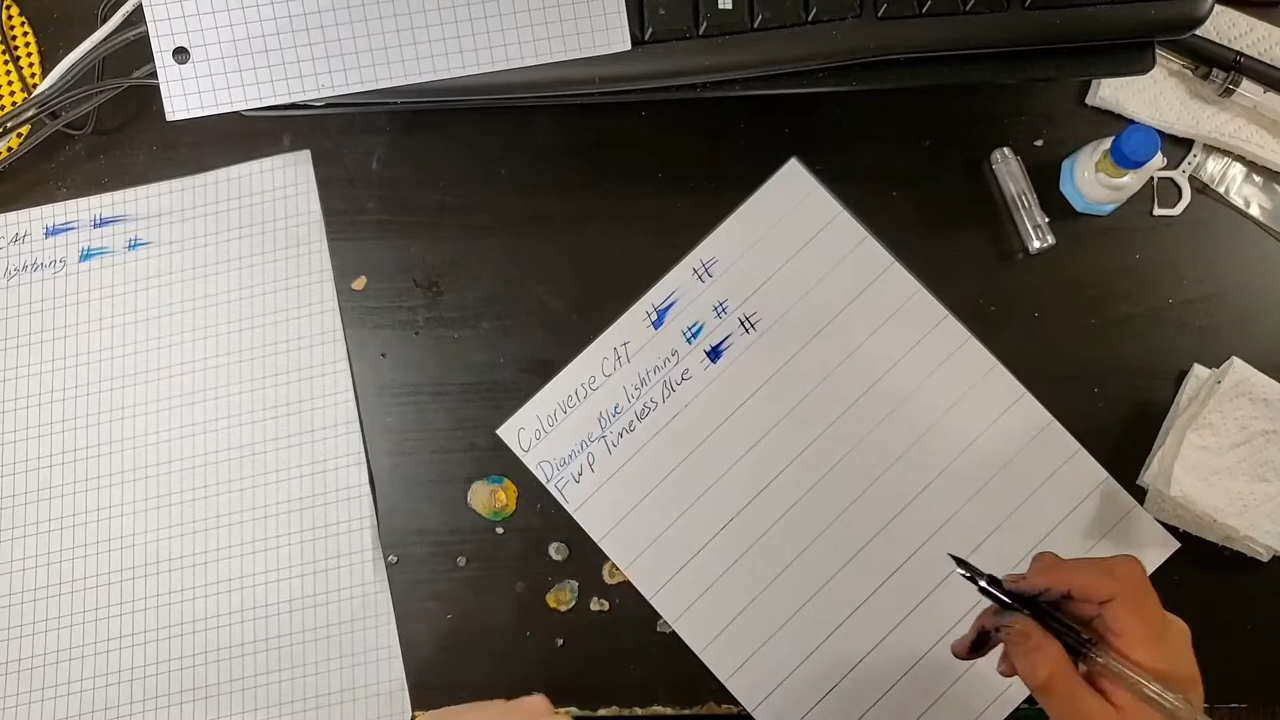 CAT
lightning
Colorverse CAT # #
Diamine Blue lightning # #
FWP Timeless Blue # #